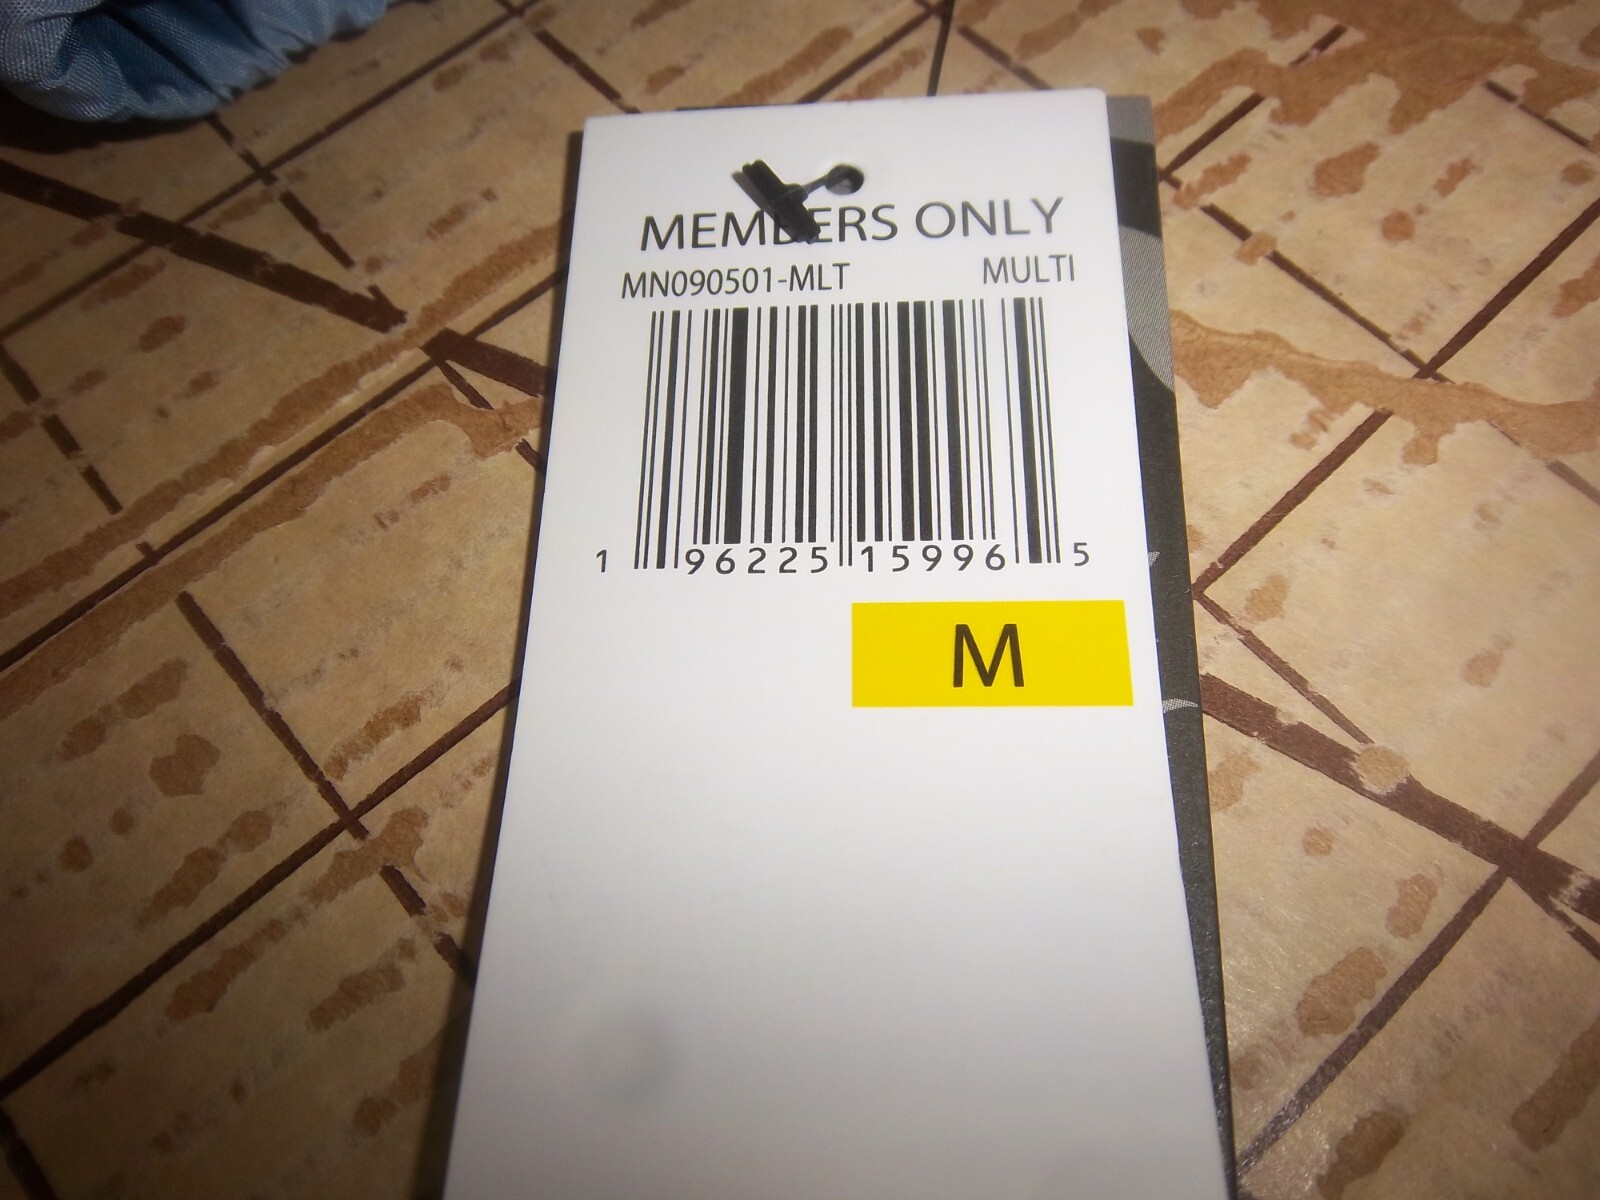 MEMBERS ONLY
MN090501-MLT MULTI
1 96225 15996 5
M